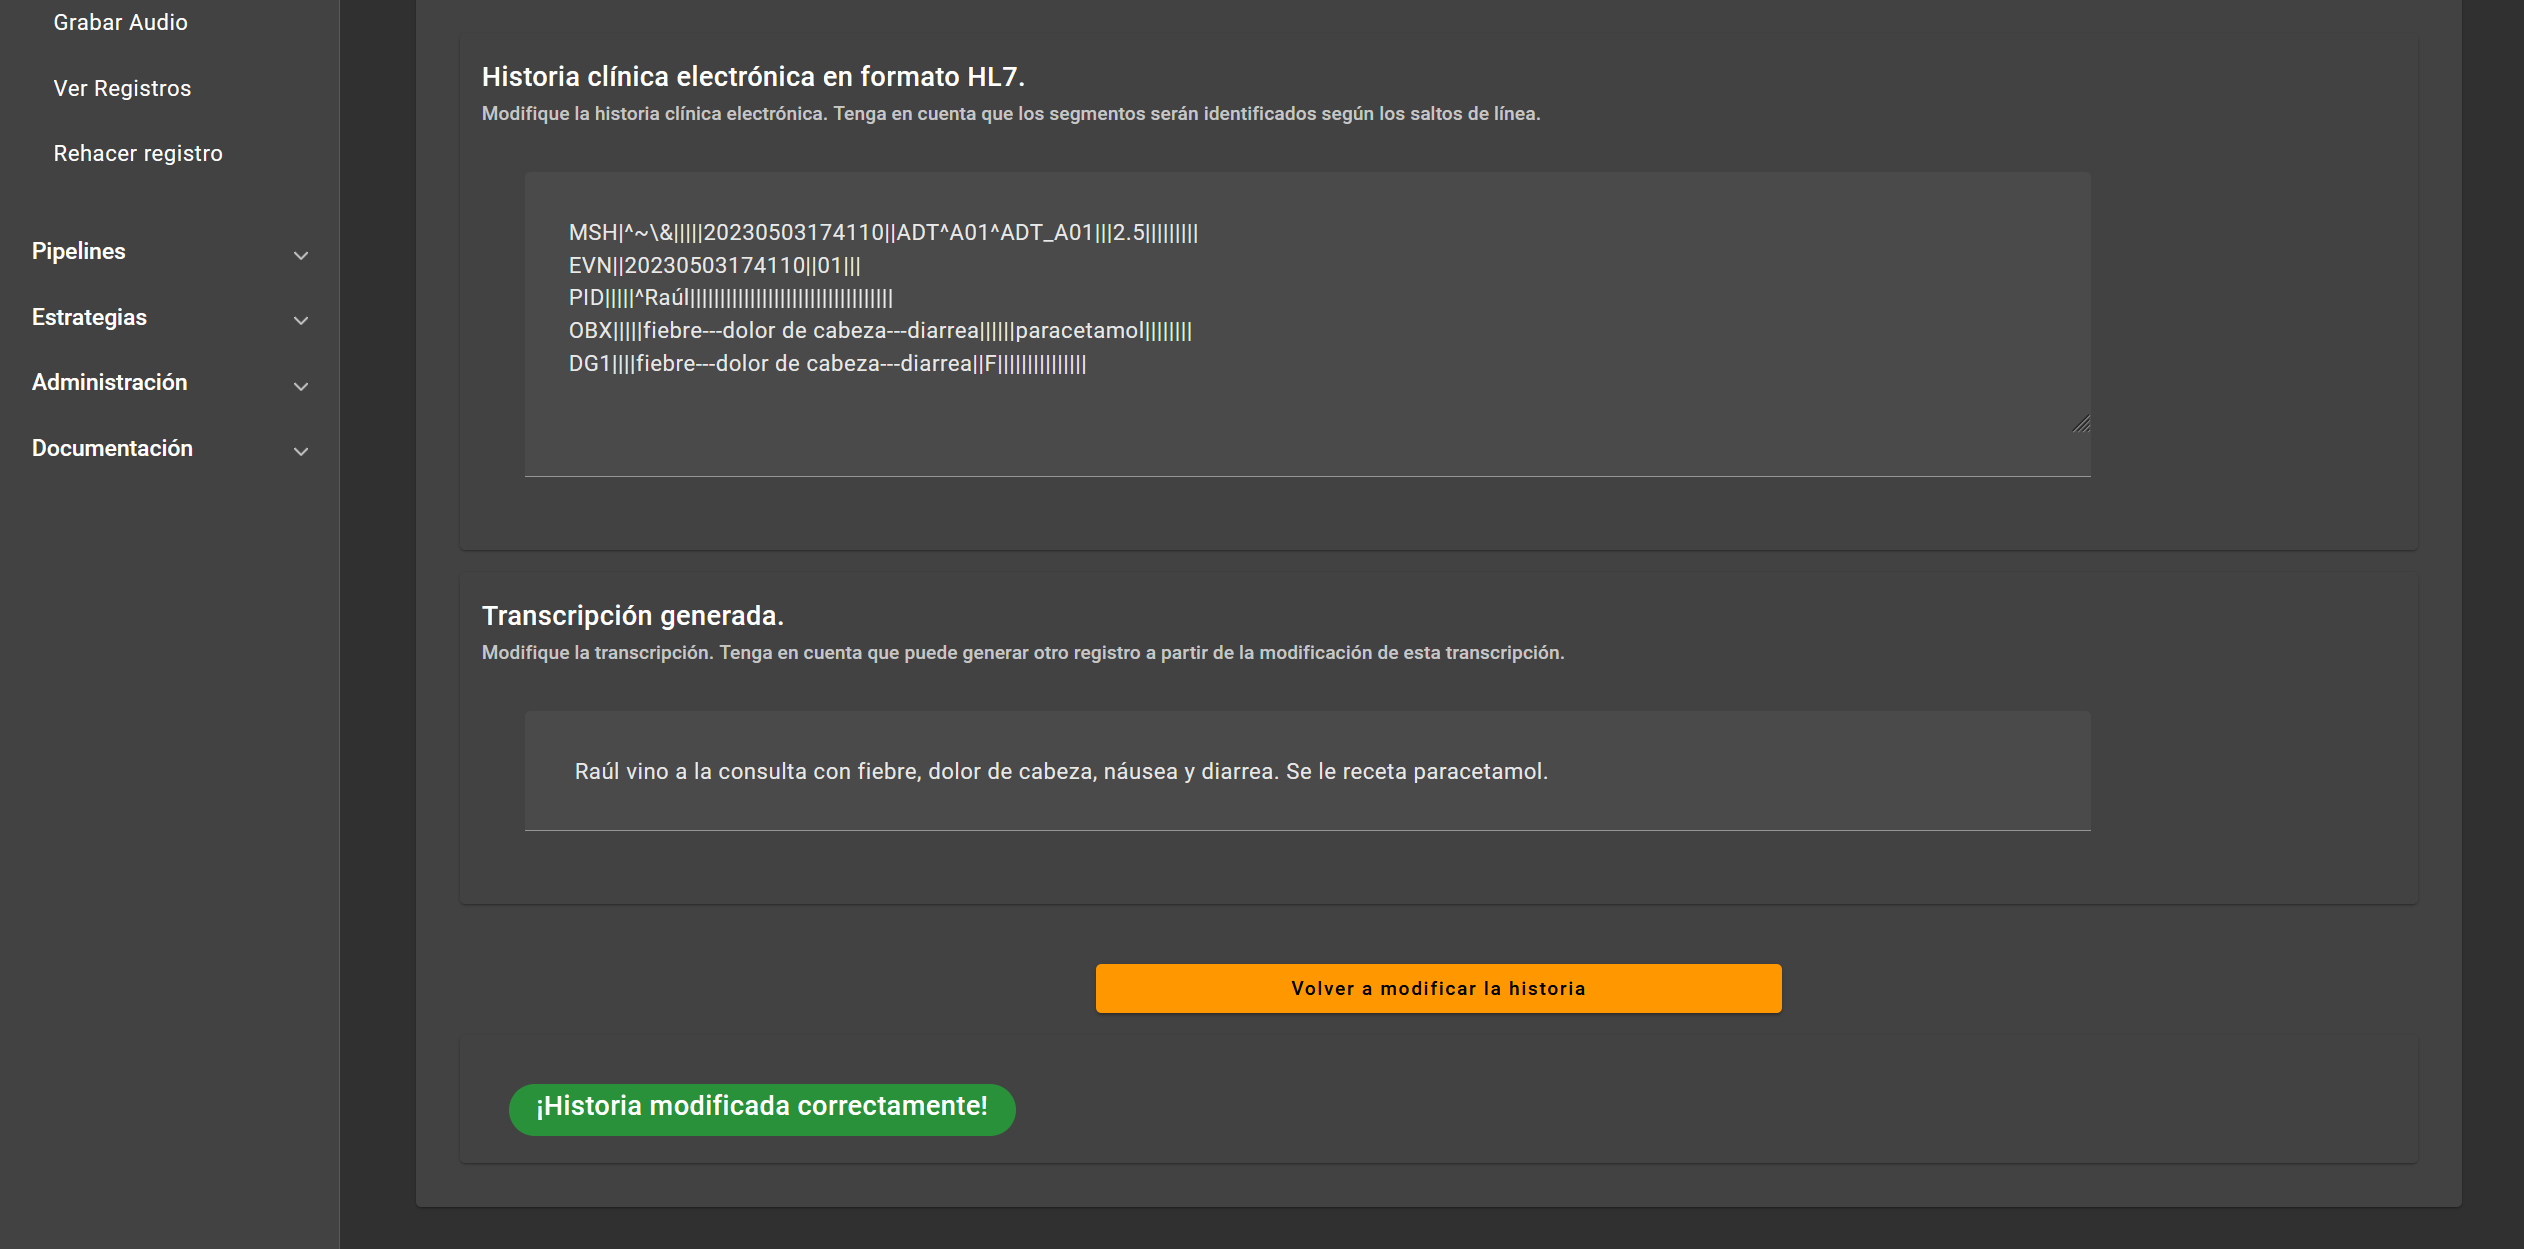 Grabar Audio
Ver Registros
Rehacer registro
Pipelines
Estrategias
Administración
Documentación
Historia clínica electrónica en formato HL7.
Modifique la historia clínica electrónica. Tenga en cuenta que los segmentos serán identificados según los saltos de línea.
MSH|^~\&|||||20230503174110||ADT^A01^ADT_A01|||2.5|||||||||
EVN||20230503174110||01|||
PID|||||^Raúl||||||||||||||||||||||||||||||||||
OBX|||||fiebre---dolor de cabeza---diarrea||||||paracetamol||||||||
DG1||||fiebre---dolor de cabeza---diarrea||F|||||||||||||||
Transcripción generada.
Modifique la transcripción. Tenga en cuenta que puede generar otro registro a partir de la modificación de esta transcripción.
Raúl vino a la consulta con fiebre, dolor de cabeza, náusea y diarrea. Se le receta paracetamol.
Volver a modificar la historia
¡Historia modificada correctamente!